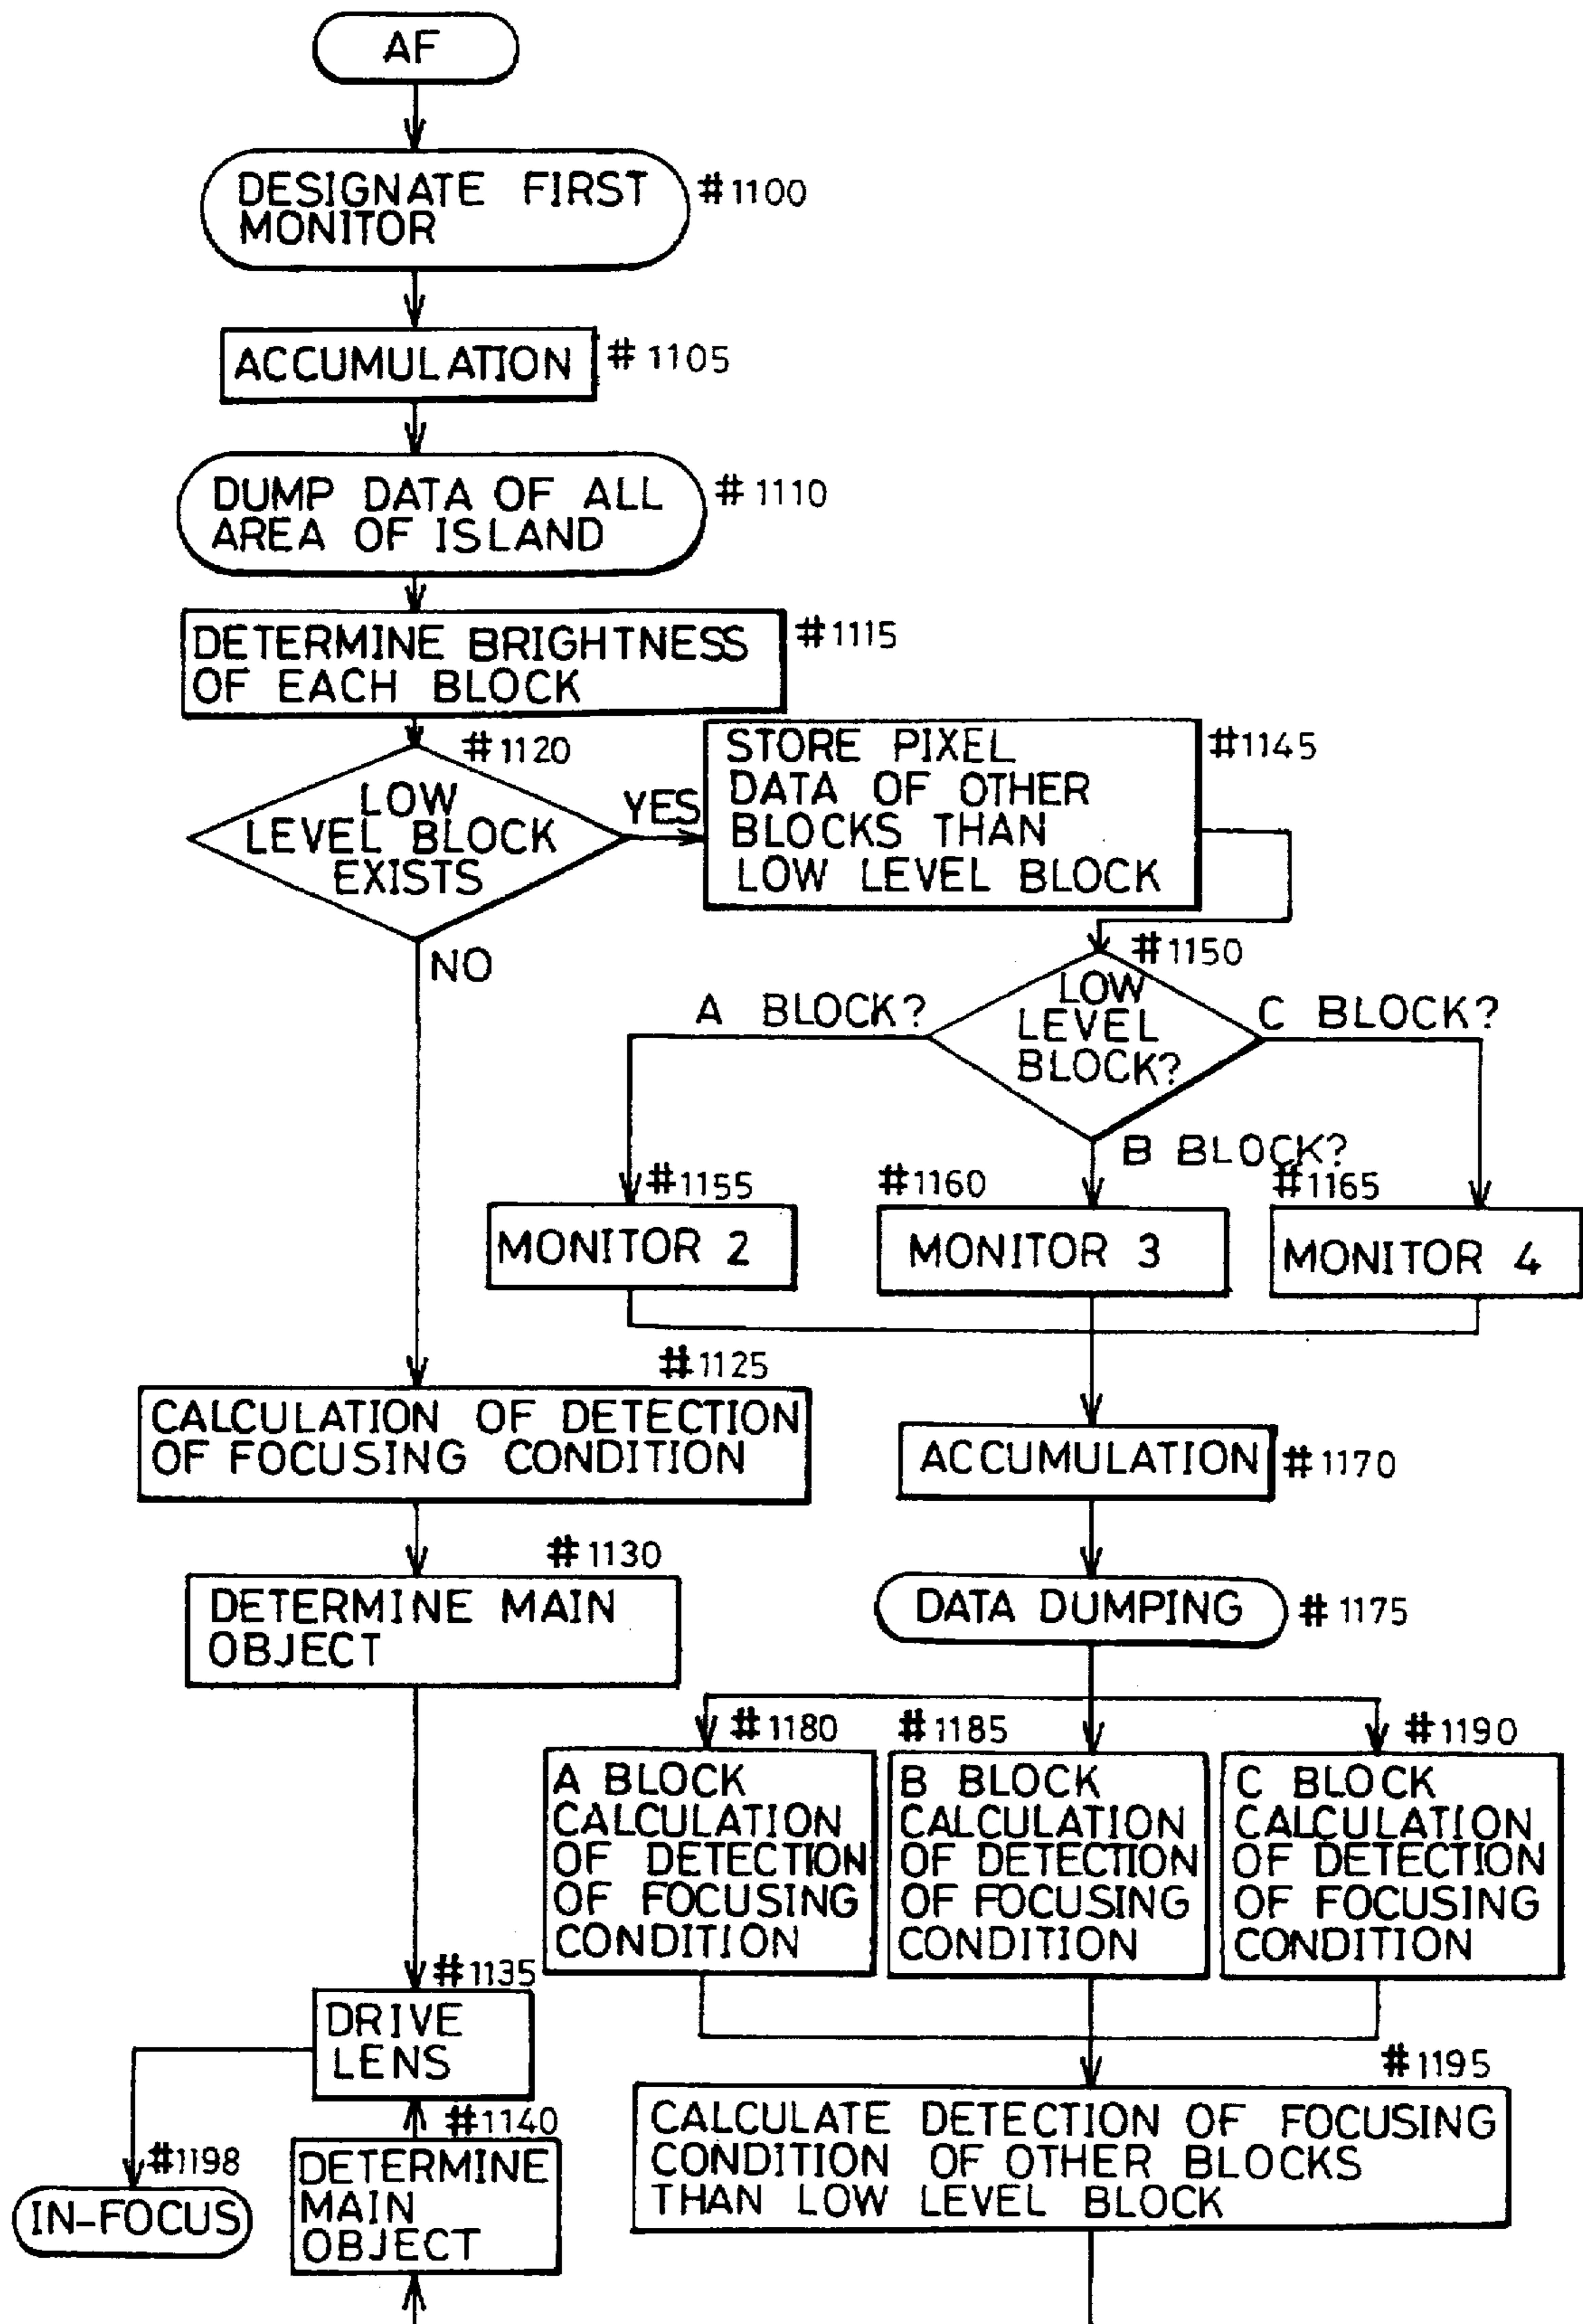 AF
DESIGNATE FIRST
MONITOR
#1100
ACCUMULATION
#1105
DUMP DATA OF ALL
AREA OF ISLAND
#1110
DETERMINE BRIGHTNESS
OF EACH BLOCK
#1115
#1120
LOW
LEVEL BLOCK
EXISTS
YES
NO
STORE PIXEL
DATA OF OTHER
BLOCKS THAN
LOW LEVEL BLOCK
#1145
#1150
LOW
LEVEL
BLOCK?
A BLOCK?
C BLOCK?
B BLOCK?
#1155
MONITOR 2
#1160
MONITOR 3
#1165
MONITOR 4
#1125
CALCULATION OF DETECTION
OF FOCUSING CONDITION
ACCUMULATION
#1170
#1130
DETERMINE MAIN
OBJECT
DATA DUMPING
#1175
#1180
A BLOCK
CALCULATION
OF DETECTION
OF FOCUSING
CONDITION
#1185
B BLOCK
CALCULATION
OF DETECTION
OF FOCUSING
CONDITION
#1190
C BLOCK
CALCULATION
OF DETECTION
OF FOCUSING
CONDITION
#1135
DRIVE
LENS
#1195
CALCULATE DETECTION OF FOCUSING
CONDITION OF OTHER BLOCKS
THAN LOW LEVEL BLOCK
#1140
DETERMINE
MAIN
OBJECT
#1198
IN-FOCUS